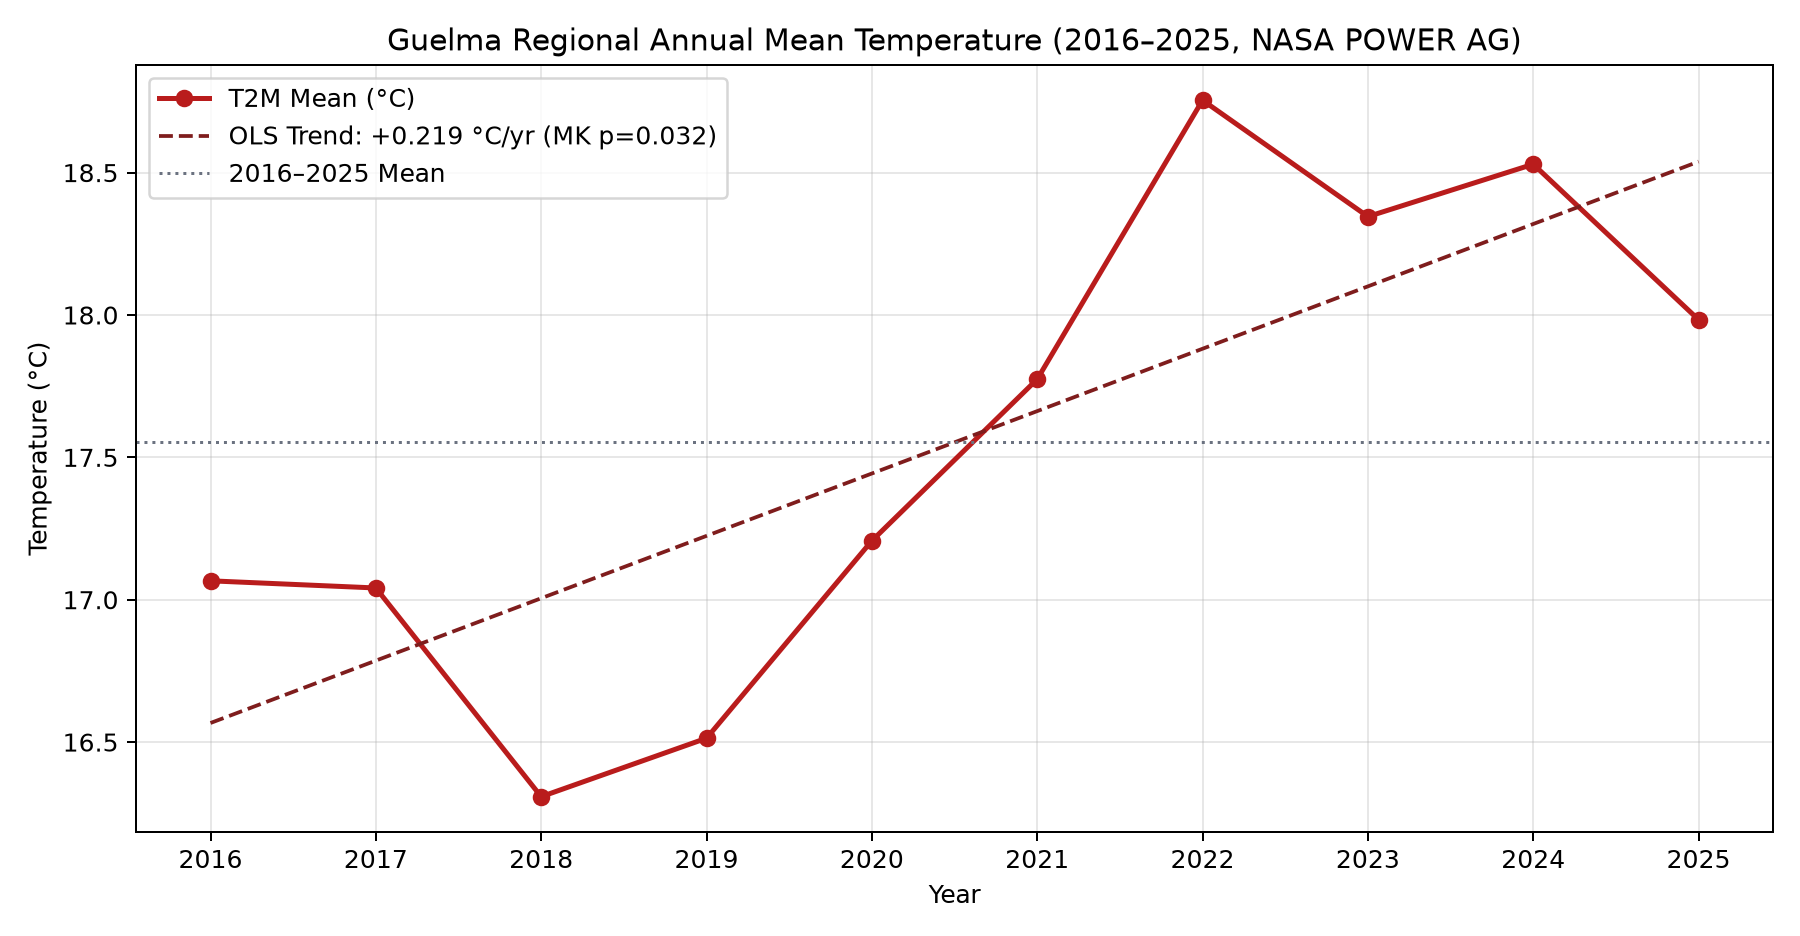 Guelma Regional Annual Mean Temperature (2016–2025, NASA POWER AG)
T2M Mean (°C)
OLS Trend: +0.219 °C/yr (MK p=0.032)
2016–2025 Mean
Temperature (°C)
18.5
18.0
17.5
17.0
16.5
2016 2017 2018 2019 2020 2021 2022 2023 2024 2025
Year